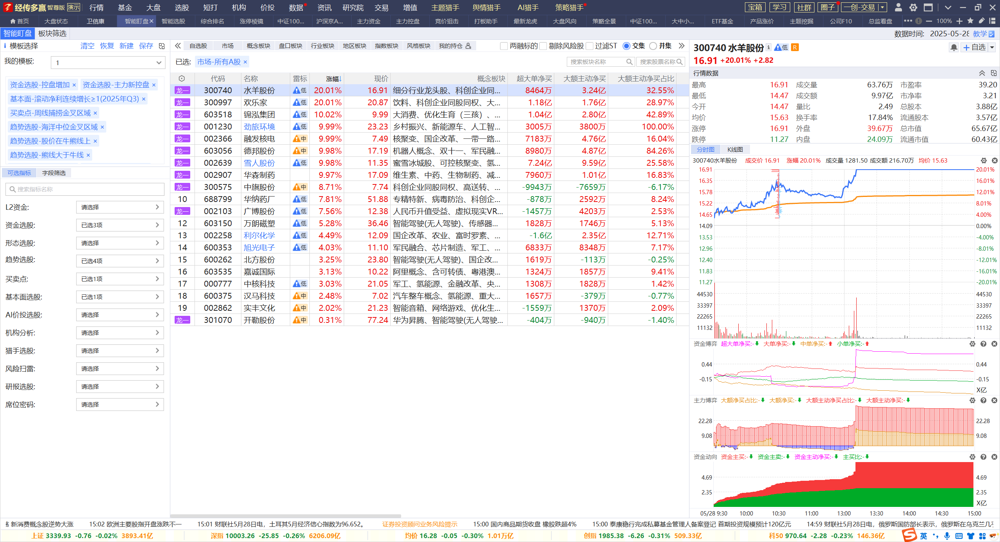 经传多赢 智尊版 演示 行情 基金 大盘 选股 短打 机构 价投 数据 资讯 研究院 交易 增值 主题猎手 舆情猎手 AI猎手 策略猎手 宝箱 学习 社群 圈子 一创-交易
首页 大盘状态 卫信康 智能盯盘 智能选股 综合排名 涨停棱镜 中证100... 沪深京A... 主力资金 主力控盘 竞价狙击 打板助手 最新龙虎 大盘风向 策略全景 中证100... 大中小... ETF基金 产品涨价 主题挖掘 公司F10 总监看盘 100%
智能盯盘 板块筛选 数据时间: 2025-05-28 教学
模板选择 清空 恢复 新建 保存
我的模板: 1
资金选股-控盘增加 × 资金选股-主力新控盘 ×
基本面-滚动净利连续增长≥1(2025年Q3) ×
买卖点-周线捕捞金叉区域 ×
趋势选股-海洋中位金叉区域 ×
趋势选股-股价在牛熊线上 ×
趋势选股-熊线大于牛线 ×
可选指标 字段筛选
搜索指标名称
L2资金: 请选择
资金选股: 已选3项
形态选股: 请选择
趋势选股: 已选4项
买卖点: 已选1项
基本面选股: 已选1项
AI价投选股: 请选择
机构分析: 请选择
猎手选股: 请选择
风险扫雷: 请选择
研报选股: 请选择
席位密码: 请选择
自选股 市场 概念板块 盘口板块 行业板块 地区板块 指数板块 风格板块 我的持仓 两融标的 剔除风险股 过滤ST 交集 并集
已选: 市场-所有A股 × 搜索板块名称 搜索股票名称
代码 名称 雷标 涨幅↓ 现价 概念板块 超大单净买 大额主动净买 大额主动净买占比
龙一 300740 水羊股份 低 20.01% 16.91 细分行业龙头股、科创企业同... 8464万 3.24亿 32.55%
龙一 300997 欢乐家 低 20.01% 20.87 饮料、科创企业同股同权、大... 1.18亿 1.76亿 28.97%
龙一 603518 锦泓集团 低 10.02% 9.99 大消费、优化生育（三孩）、... 1.04亿 2.80亿 42.89%
龙一 001230 劲旅环境 低 9.99% 23.23 乡村振兴、新能源车、人工智... 3005万 3800万 100.00%
龙一 002366 融发核电 中 9.99% 7.49 核聚变、国企改革、一带一路... 7183万 4.76亿 16.04%
龙一 603056 德邦股份 中 9.98% 17.19 机器人概念、双十一、军民融... 8980万 4.87亿 84.26%
龙一 002639 雪人股份 低 9.98% 11.35 蜜雪冰城股、可控核聚变、氢... 7.24亿 9.59亿 25.58%
龙一 002907 华森制药 9.97% 17.09 维生素、中药、生物制药、减... 7960万 1.01亿 16.83%
龙一 300575 中旗股份 中 8.71% 7.74 科创企业同股同权、高送转、... -9943万 -7659万 -6.17%
10 688799 华纳药厂 低 7.81% 51.88 专精特新、病毒防治、科创企... -878万 2592万 8.24%
龙一 002103 广博股份 低 7.56% 12.38 人民币升值受益、虚拟现实VR... -1457万 4203万 2.53%
12 603150 万朗磁塑 低 5.28% 36.46 智能驾驶(无人驾驶)、传感器... 1828万 1746万 5.13%
13 002258 利尔化学 低 4.49% 12.09 国企改革、农业、富时罗素、... -1.6亿 2.35亿 12.71%
14 600353 旭光电子 低 4.03% 11.10 军民融合、芯片制造、军工、... 6833万 8348万 7.17%
15 600262 北方股份 3.25% 23.80 智能驾驶(无人驾驶)、国企改... 1619万 -113万 -0.25%
16 603535 嘉诚国际 3.13% 10.22 阿里概念、含可转债、粤港澳... 1324万 1857万 9.41%
17 000777 中核科技 低 3.03% 21.05 军工、氢能源、金融改革、央... 1308万 1828万 1.42%
18 600375 汉马科技 中 2.48% 7.02 汽车整车概念、氢能源、重大... 1657万 -379万 -0.77%
19 002862 实丰文化 中 2.02% 21.23 智能音箱、网络游戏、优化生... -1559万 1370万 2.09%
龙一 301070 开勒股份 中 0.31% 77.24 华为昇腾、智能驾驶(无人驾驶... -404万 -940万 -1.40%
300740 水羊股份 低 R 自选
16.91 +20.01% +2.82
行情数据
最高 16.91 成交量 63.76万 市盈率 39.20
最低 14.47 成交额 9.97亿 市净率 3.21
今开 14.47 量比 2.49 总股本 3.88亿
均价 15.63 换手率 17.84% 流通股本 3.57亿
涨停 16.91 外盘 39.67万 总市值 65.67亿
跌停 11.27 内盘 24.09万 流通市值 60.43亿
分时图 K线图
300740水羊股份 成交价 16.91 涨幅 20.01% 成交量 1281.50 成交额 216.70万 均价 15.63
16.91 20.01%
16.35 16.01%
15.78 12.01%
15.22 8.01%
14.65 4.00%
14.09 0.00%
13.53 -4.00%
12.96 -8.01%
12.40 -12.01%
11.83 -16.01%
11.27 -20.01%
44530 44530
33397 33397
22265 22265
11132 11132
资金博弈 超大单净买:- 大单净买:- 中单净买:- 小单净买:-
0.44 0.44
-0.15 -0.15
X亿
主力博弈 大额净买占比:- 大额净买:- 大额主动净买占比:- 大额主动净买:-
22.28 22.28
9.08 9.08
资金动向 资金主买:- 资金主卖:- 资金主动净买:- 主买比:-
4.69 4.69
2.35 2.35
X亿
05/28 9:30 10:00 10:30 11:00 13:00 13:30 14:00 14:30 15:00
新消费概念股逆势大涨 15:02 欧洲主要股指开盘涨跌不一 15:01 财联社5月28日电，土耳其5月经济信心指数为96.652。 证券投资顾问业务风险提示 15:00 国内商品期货收盘 橡胶跌超4% 15:00 泰康稳行完成私募基金管理人备案登记 首期投资规模预计120亿元 14:59 财联社5月28日电，俄罗斯国防部长表示，俄罗斯在乌克兰几乎
上证 3339.93 -0.76 -0.02% 3893.41亿 深指 10003.26 -25.85 -0.26% 6206.09亿 均价 16.28 -0.05 -0.30% 1.01万亿 创指 1985.38 -6.26 -0.31% 509.33亿 科50 970.64 -2.28 -0.23% 146.36亿 英